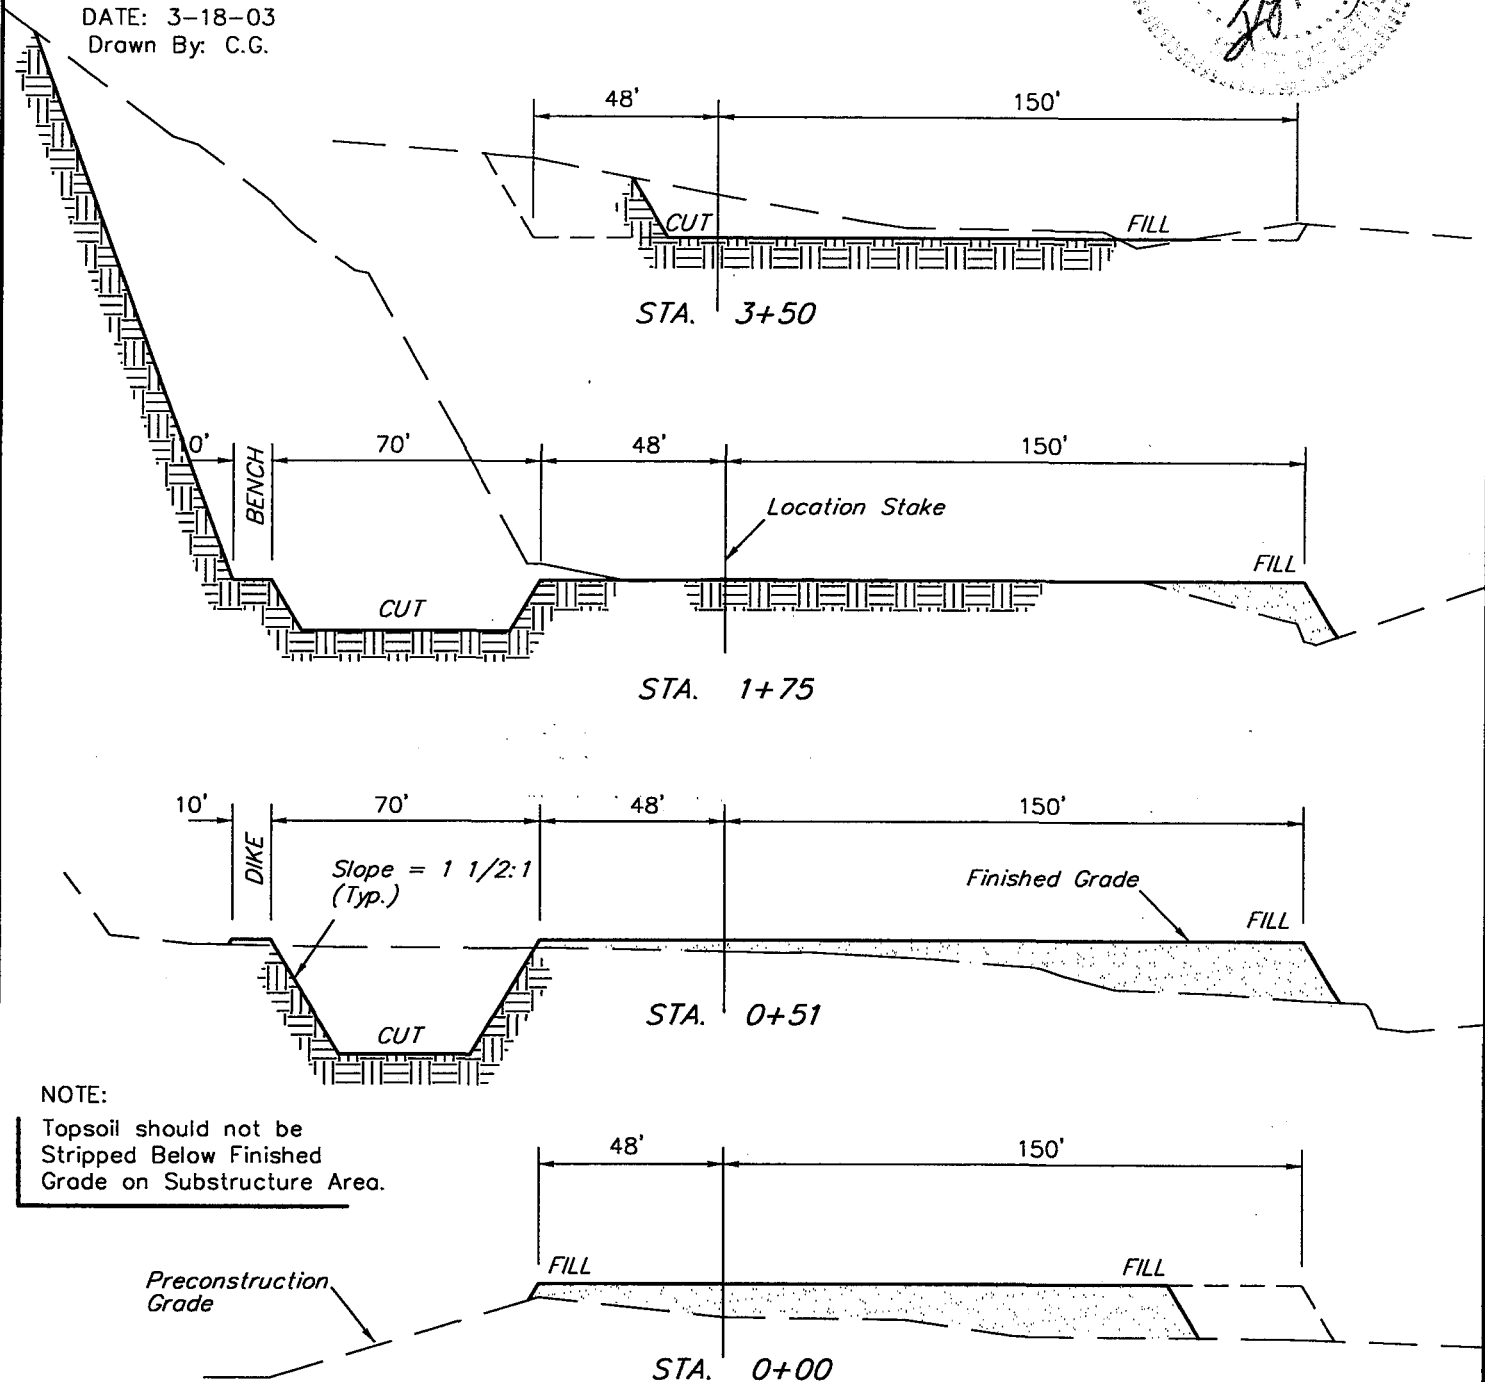 DATE: 3-18-03
Drawn By: C.G.
48'
150'
CUT
FILL
STA. 3+50
0'
BENCH
70'
48'
150'
Location Stake
FILL
CUT
STA. 1+75
10'
DIKE
70'
48'
150'
Slope = 1 1/2:1
(Typ.)
Finished Grade
FILL
CUT
STA. 0+51
NOTE:
Topsoil should not be
Stripped Below Finished
Grade on Substructure Area.
48'
150'
FILL
FILL
Preconstruction
Grade
STA. 0+00